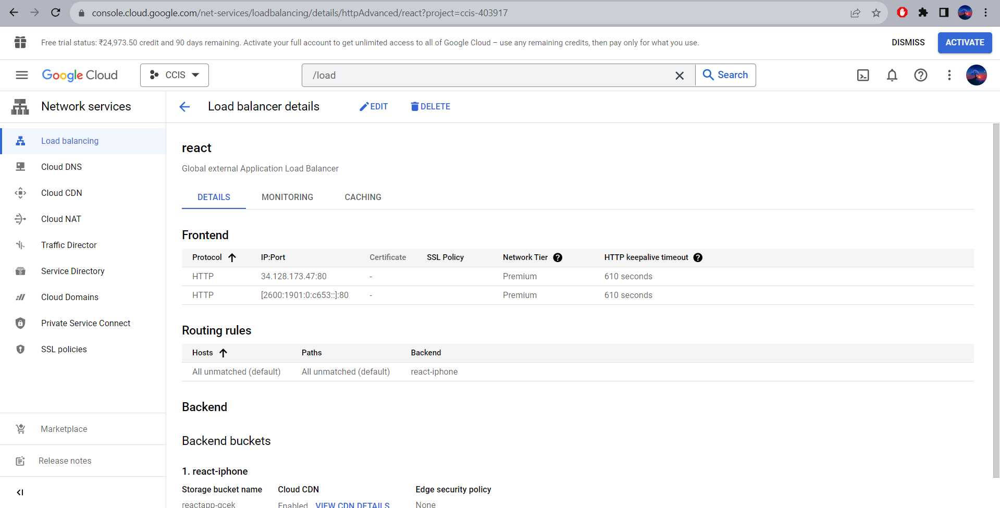 console.cloud.google.com/net-services/loadbalancing/details/httpAdvanced/react?project=ccis-403917
Free trial status: ₹24,973.50 credit and 90 days remaining. Activate your full account to get unlimited access to all of Google Cloud – use any remaining credits, then pay only for what you use.
DISMISS
ACTIVATE
Google Cloud
CCIS
/load
Search
Network services
Load balancer details
EDIT
DELETE
Load balancing
Cloud DNS
Cloud CDN
Cloud NAT
Traffic Director
Service Directory
Cloud Domains
Private Service Connect
SSL policies
Marketplace
Release notes
react
Global external Application Load Balancer
DETAILS MONITORING CACHING
Frontend
Protocol IP:Port Certificate SSL Policy Network Tier HTTP keepalive timeout
HTTP 34.128.173.47:80 - Premium 610 seconds
HTTP [2600:1901:0:c653::]:80 - Premium 610 seconds
Routing rules
Hosts Paths Backend
All unmatched (default) All unmatched (default) react-iphone
Backend
Backend buckets
1. react-iphone
Storage bucket name Cloud CDN Edge security policy
reactapp-gcek Enabled VIEW CDN DETAILS None